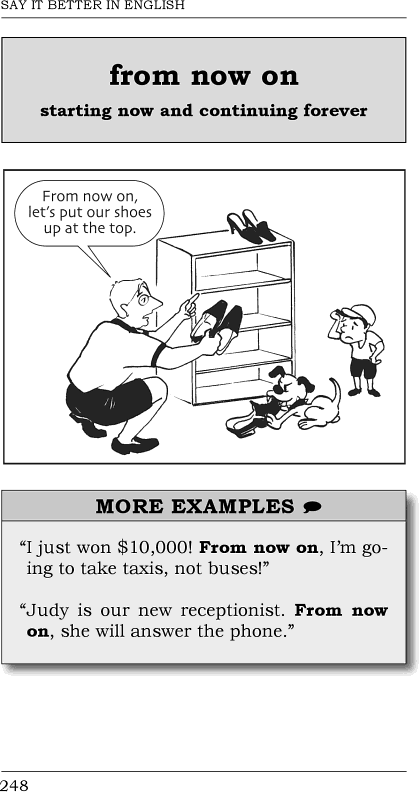 SAY IT BETTER IN ENGLISH
from now on
starting now and continuing forever
From now on,
let's put our shoes
up at the top.
MORE EXAMPLES
“I just won $10,000! From now on, I’m go-
ing to take taxis, not buses!”
“Judy is our new receptionist. From now
on, she will answer the phone.”
248